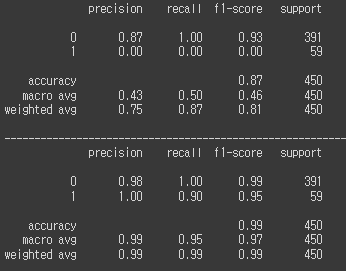 precision recall f1-score support
0 0.87 1.00 0.93 391
1 0.00 0.00 0.00 59
accuracy 0.87 450
macro avg 0.43 0.50 0.46 450
weighted avg 0.75 0.87 0.81 450
------------------------------------------------------
precision recall f1-score support
0 0.98 1.00 0.99 391
1 1.00 0.90 0.95 59
accuracy 0.99 450
macro avg 0.99 0.95 0.97 450
weighted avg 0.99 0.99 0.99 450